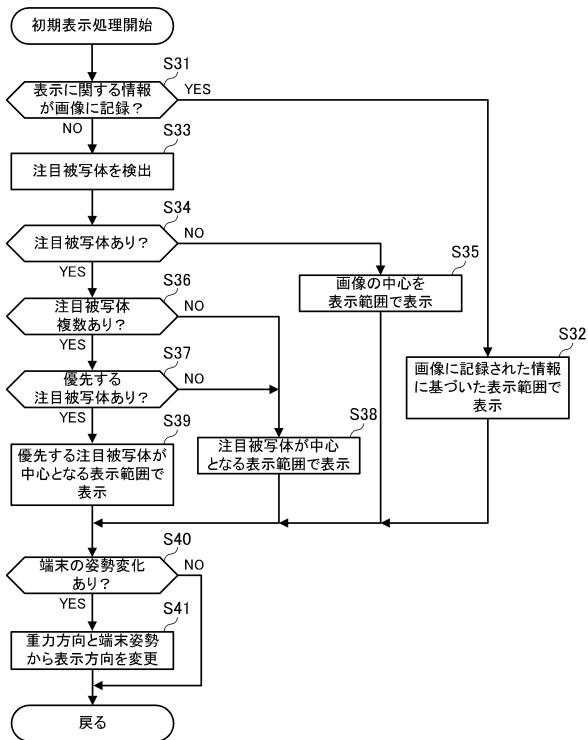 初期表示処理開始
S31
表示に関する情報
が画像に記録？
YES
NO
S33
注目被写体を検出
S34
注目被写体あり？
NO
YES
S35
画像の中心を
表示範囲で表示
S36
注目被写体
複数あり？
NO
YES
S32
画像に記録された情報
に基づいた表示範囲で
表示
S37
優先する
注目被写体あり？
NO
YES
S38
注目被写体が中心
となる表示範囲で表示
S39
優先する注目被写体が
中心となる表示範囲で
表示
S40
端末の姿勢変化
あり？
NO
YES
S41
重力方向と端末姿勢
から表示方向を変更
戻る